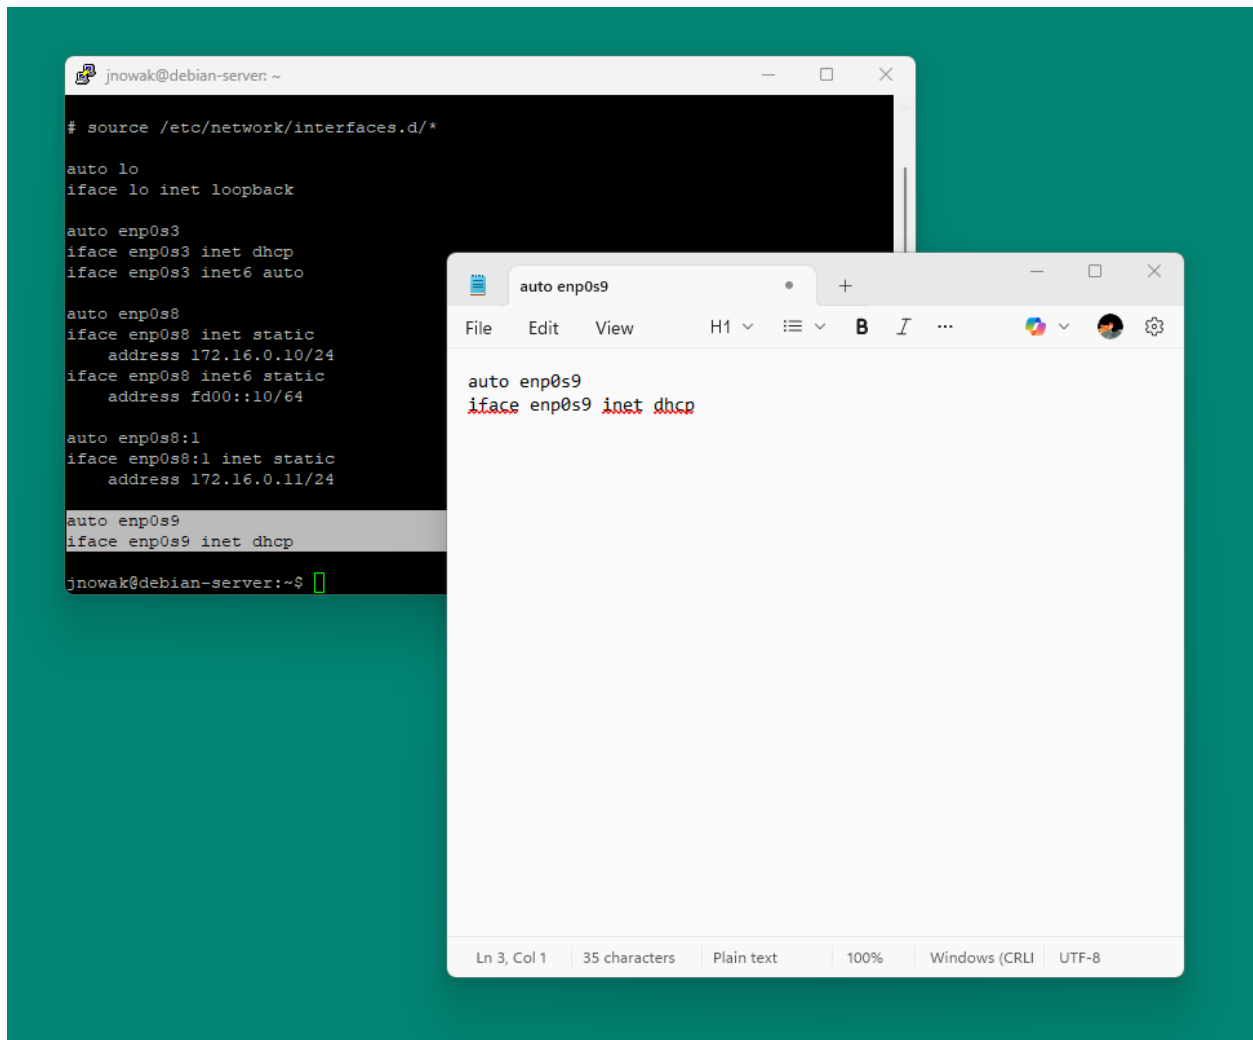 jnowak@debian-server: ~
# source /etc/network/interfaces.d/*
auto lo
iface lo inet loopback
auto enp0s3
iface enp0s3 inet dhcp
iface enp0s3 inet6 auto
auto enp0s8
iface enp0s8 inet static
    address 172.16.0.10/24
iface enp0s8 inet6 static
    address fd00::10/64
auto enp0s8:1
iface enp0s8:1 inet static
    address 172.16.0.11/24
auto enp0s9
iface enp0s9 inet dhcp
jnowak@debian-server:~$
auto enp0s9
File Edit View H1 B I ...
auto enp0s9
iface enp0s9 inet dhcp
Ln 3, Col 1 35 characters Plain text 100% Windows (CRLI UTF-8